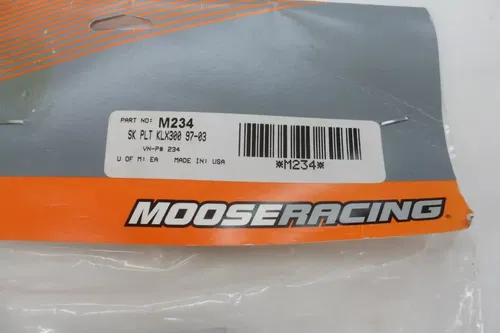 PART NO: M234
SK PLT KLX300 97-03
VN-P# 234
U OF M: EA MADE IN: USA
*M234*
MOOSERACING